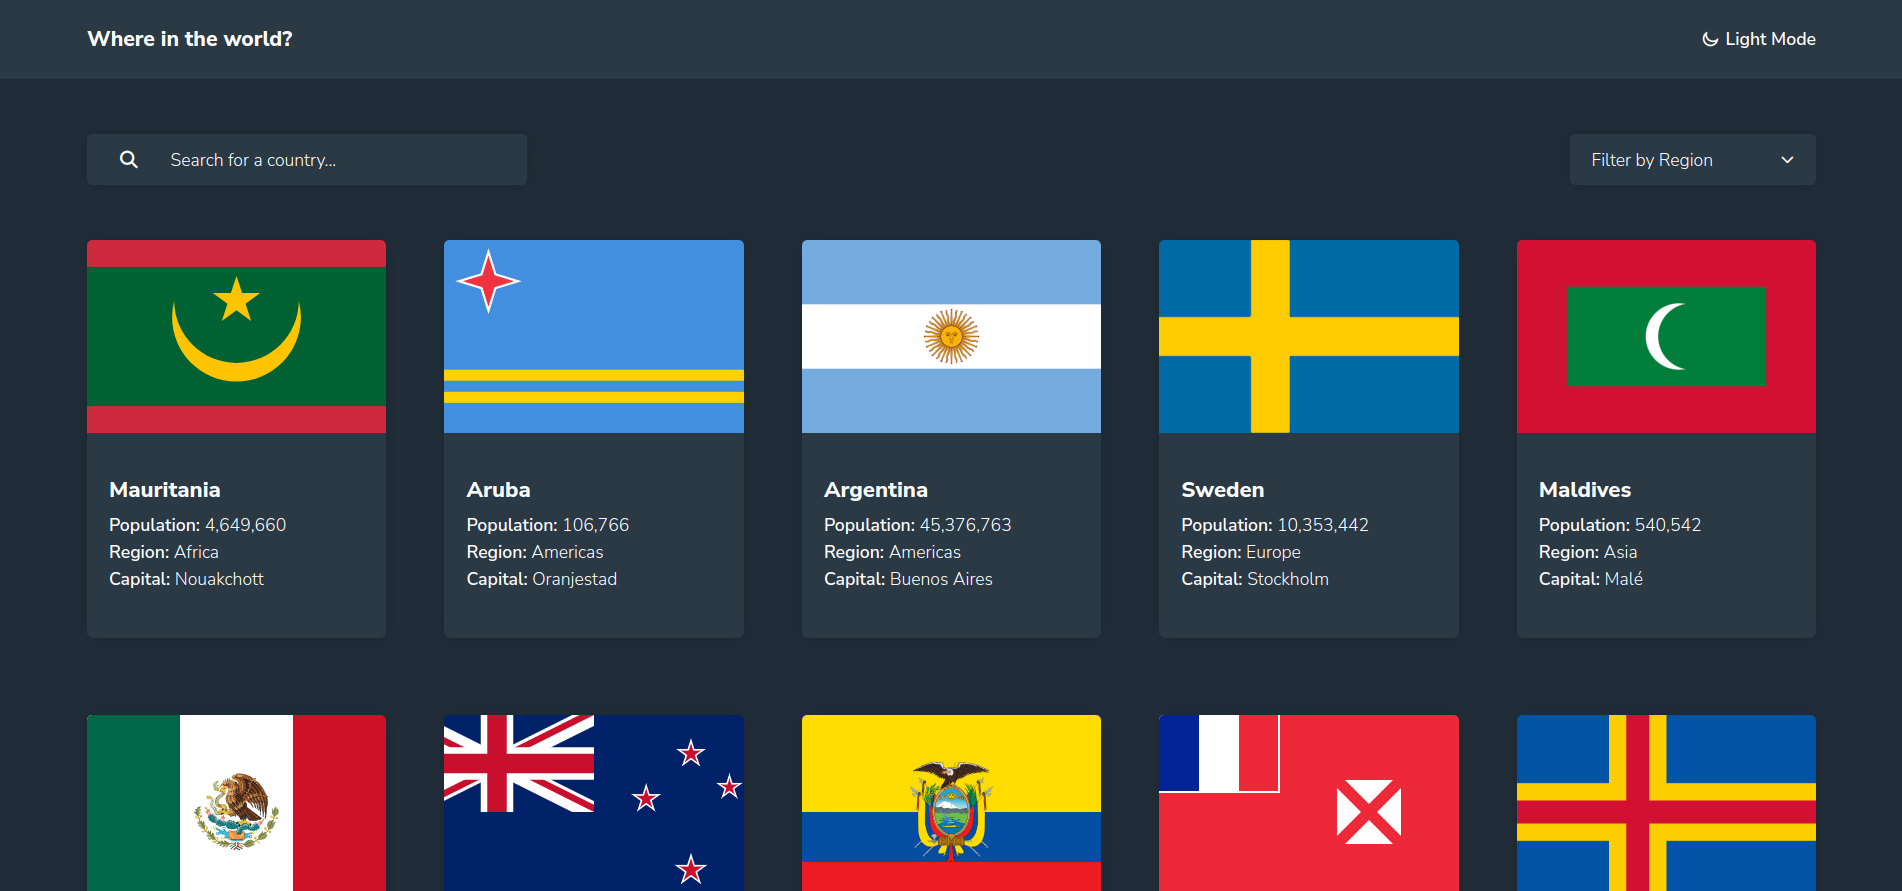 Where in the world?
Light Mode
Search for a country...
Filter by Region
Mauritania
Population: 4,649,660
Region: Africa
Capital: Nouakchott
Aruba
Population: 106,766
Region: Americas
Capital: Oranjestad
Argentina
Population: 45,376,763
Region: Americas
Capital: Buenos Aires
Sweden
Population: 10,353,442
Region: Europe
Capital: Stockholm
Maldives
Population: 540,542
Region: Asia
Capital: Malé